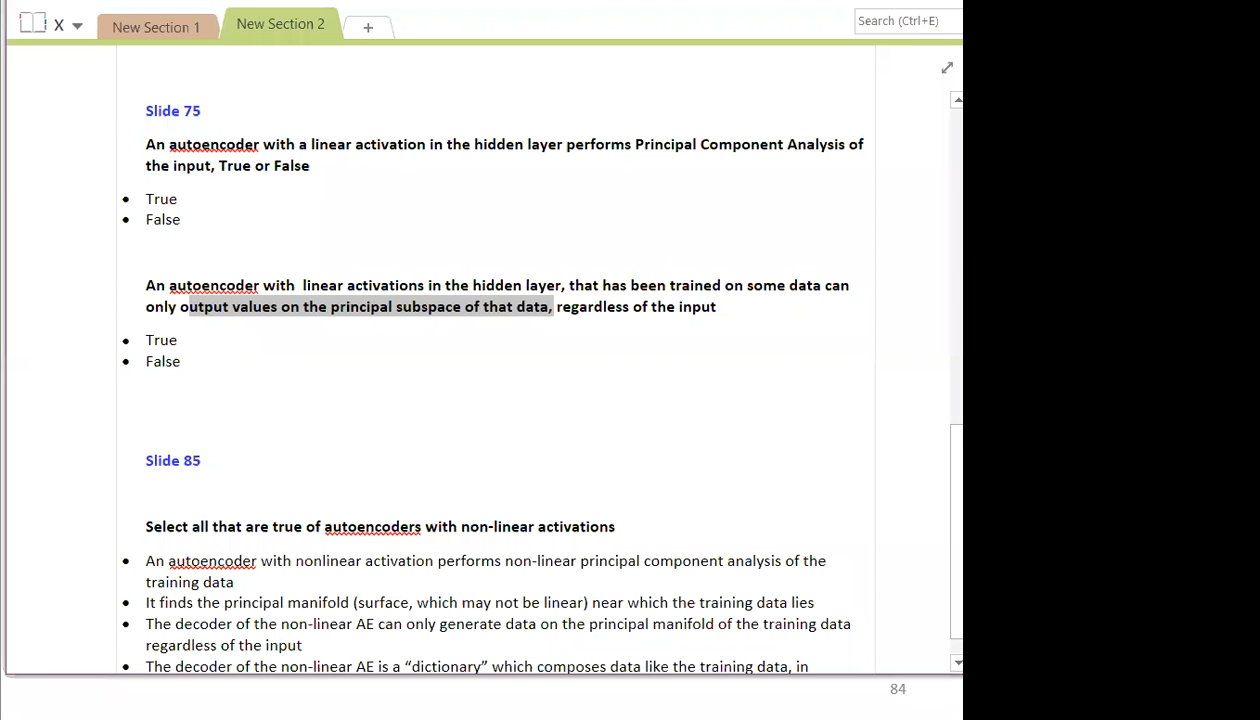 X
New Section 1
New Section 2
+
Search (Ctrl+E)
Slide 75
An autoencoder with a linear activation in the hidden layer performs Principal Component Analysis of
the input, True or False
• True
• False
An autoencoder with  linear activations in the hidden layer, that has been trained on some data can
only output values on the principal subspace of that data, regardless of the input
• True
• False
Slide 85
Select all that are true of autoencoders with non-linear activations
• An autoencoder with nonlinear activation performs non-linear principal component analysis of the
training data
• It finds the principal manifold (surface, which may not be linear) near which the training data lies
• The decoder of the non-linear AE can only generate data on the principal manifold of the training data
regardless of the input
• The decoder of the non-linear AE is a “dictionary” which composes data like the training data, in
84